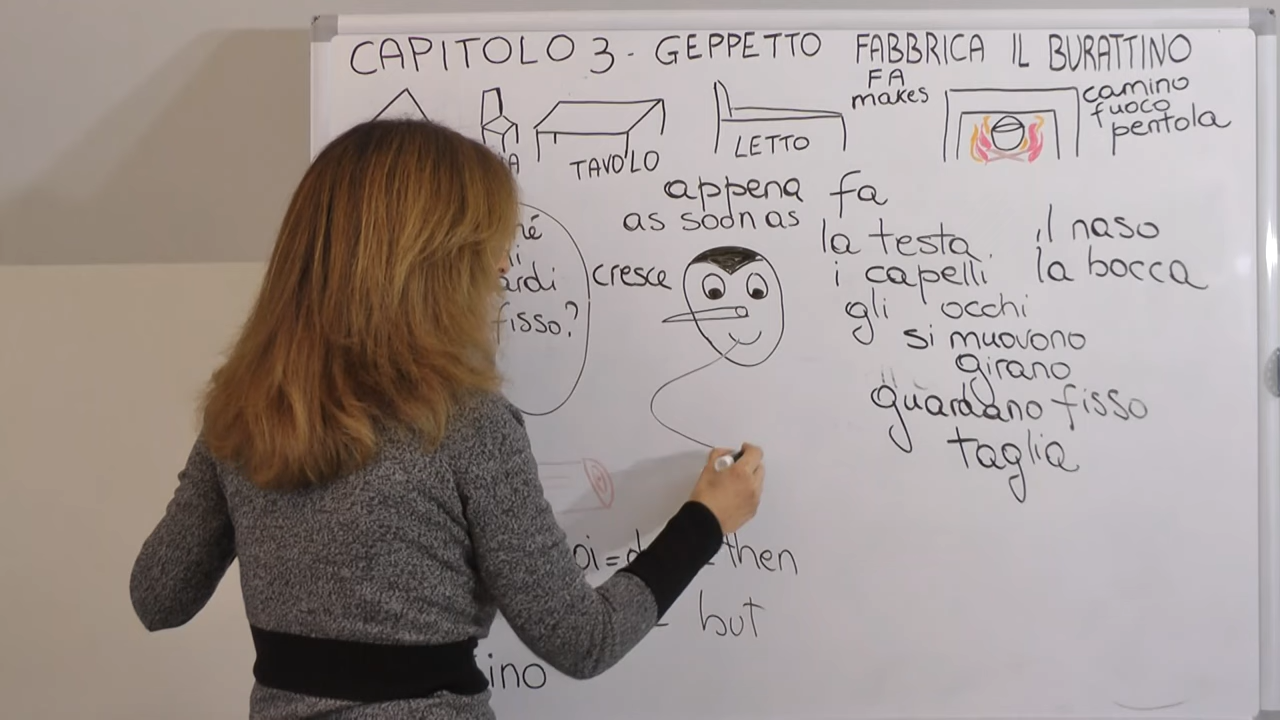 CAPITOLO 3 - GEPPETTO FABBRICA IL BURATTINO
FA
makes
camino
fuoco
pentola
TAVOLO
LETTO
appena fa
as soon as
la testa
i capelli
gli occhi
si muovono
girano
guardano fisso
taglia
il naso
la bocca
cresce
fisso?
then
but